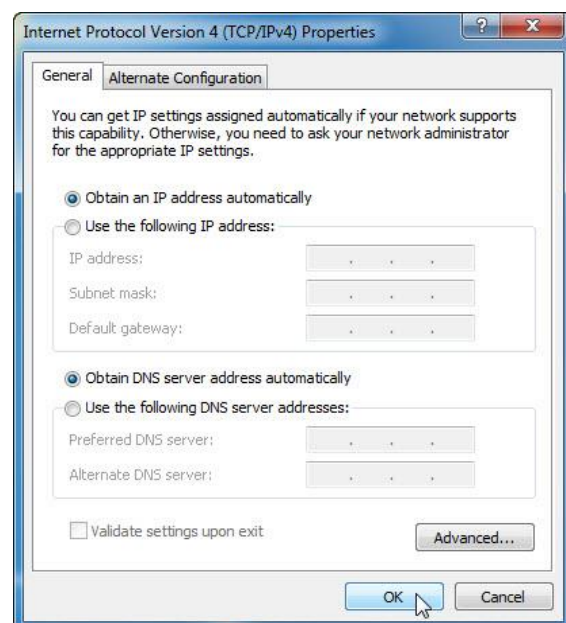 Internet Protocol Version 4 (TCP/IPv4) Properties
General
Alternate Configuration
You can get IP settings assigned automatically if your network supports
this capability. Otherwise, you need to ask your network administrator
for the appropriate IP settings.
Obtain an IP address automatically
Use the following IP address:
IP address:
Subnet mask:
Default gateway:
Obtain DNS server address automatically
Use the following DNS server addresses:
Preferred DNS server:
Alternate DNS server:
Validate settings upon exit
Advanced...
OK
Cancel